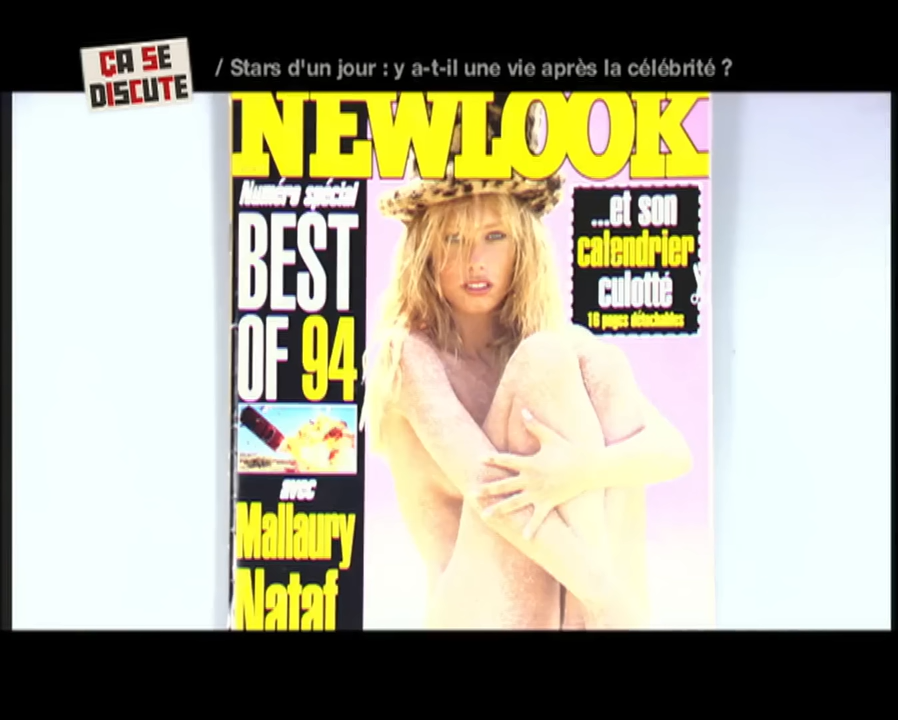 ÇA SE
DISCUTE
/ Stars d'un jour : y a-t-il une vie après la célébrité ?
NEWLOOK
Numéro spécial
BEST
OF 94
avec
Mallaury
Nataf
...et son
calendrier
culotté
16 pages détachables